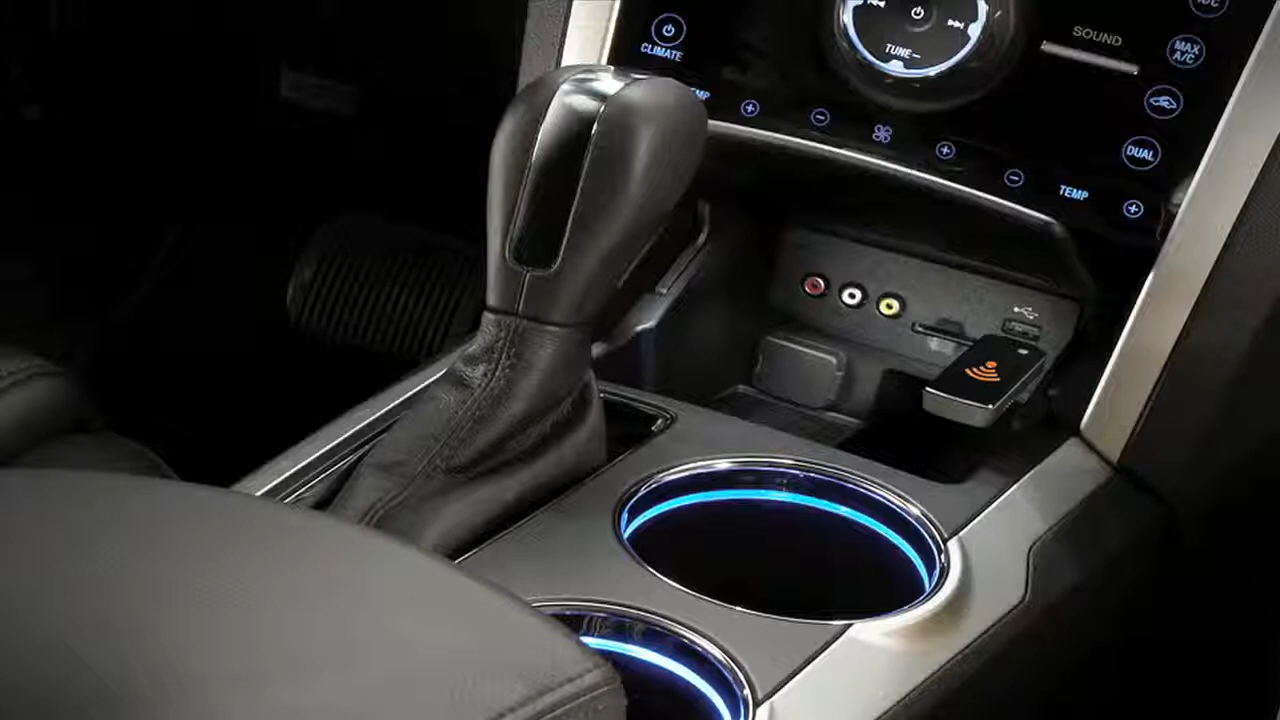 A/C
SOUND
MAX
A/C
TUNE–
CLIMATE
DUAL
TEMP